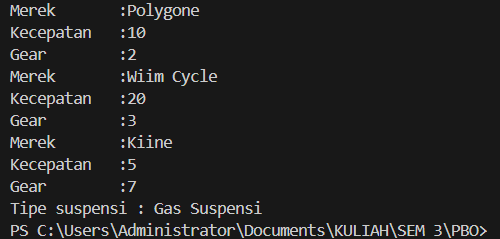 Merek      :Polygone
Kecepatan  :10
Gear       :2
Merek      :Wiim Cycle
Kecepatan  :20
Gear       :3
Merek      :Kiine
Kecepatan  :5
Gear       :7
Tipe suspensi : Gas Suspensi
PS C:\Users\Administrator\Documents\KULIAH\SEM 3\PBO>